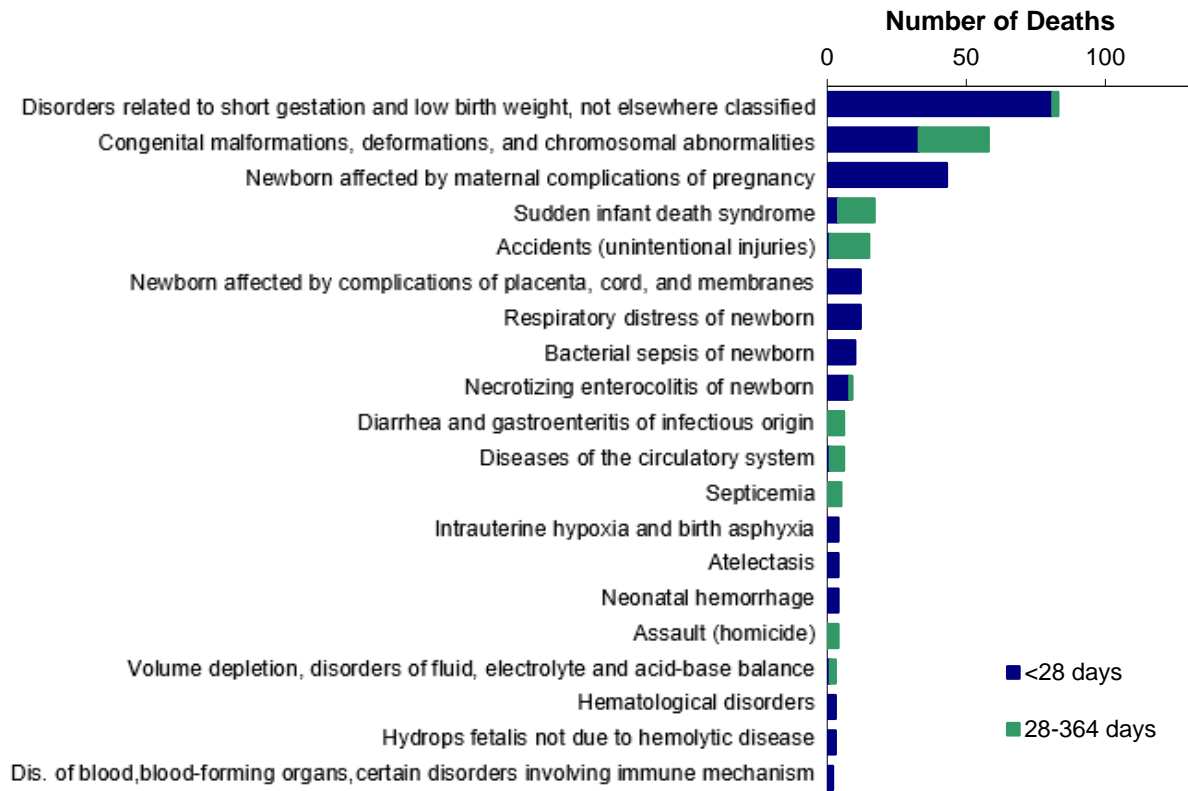 Number of Deaths
0 50 100
Disorders related to short gestation and low birth weight, not elsewhere classified
Congenital malformations, deformations, and chromosomal abnormalities
Newborn affected by maternal complications of pregnancy
Sudden infant death syndrome
Accidents (unintentional injuries)
Newborn affected by complications of placenta, cord, and membranes
Respiratory distress of newborn
Bacterial sepsis of newborn
Necrotizing enterocolitis of newborn
Diarrhea and gastroenteritis of infectious origin
Diseases of the circulatory system
Septicemia
Intrauterine hypoxia and birth asphyxia
Atelectasis
Neonatal hemorrhage
Assault (homicide)
Volume depletion, disorders of fluid, electrolyte and acid-base balance
<28 days
Hematological disorders
28-364 days
Hydrops fetalis not due to hemolytic disease
Dis. of blood,blood-forming organs,certain disorders involving immune mechanism